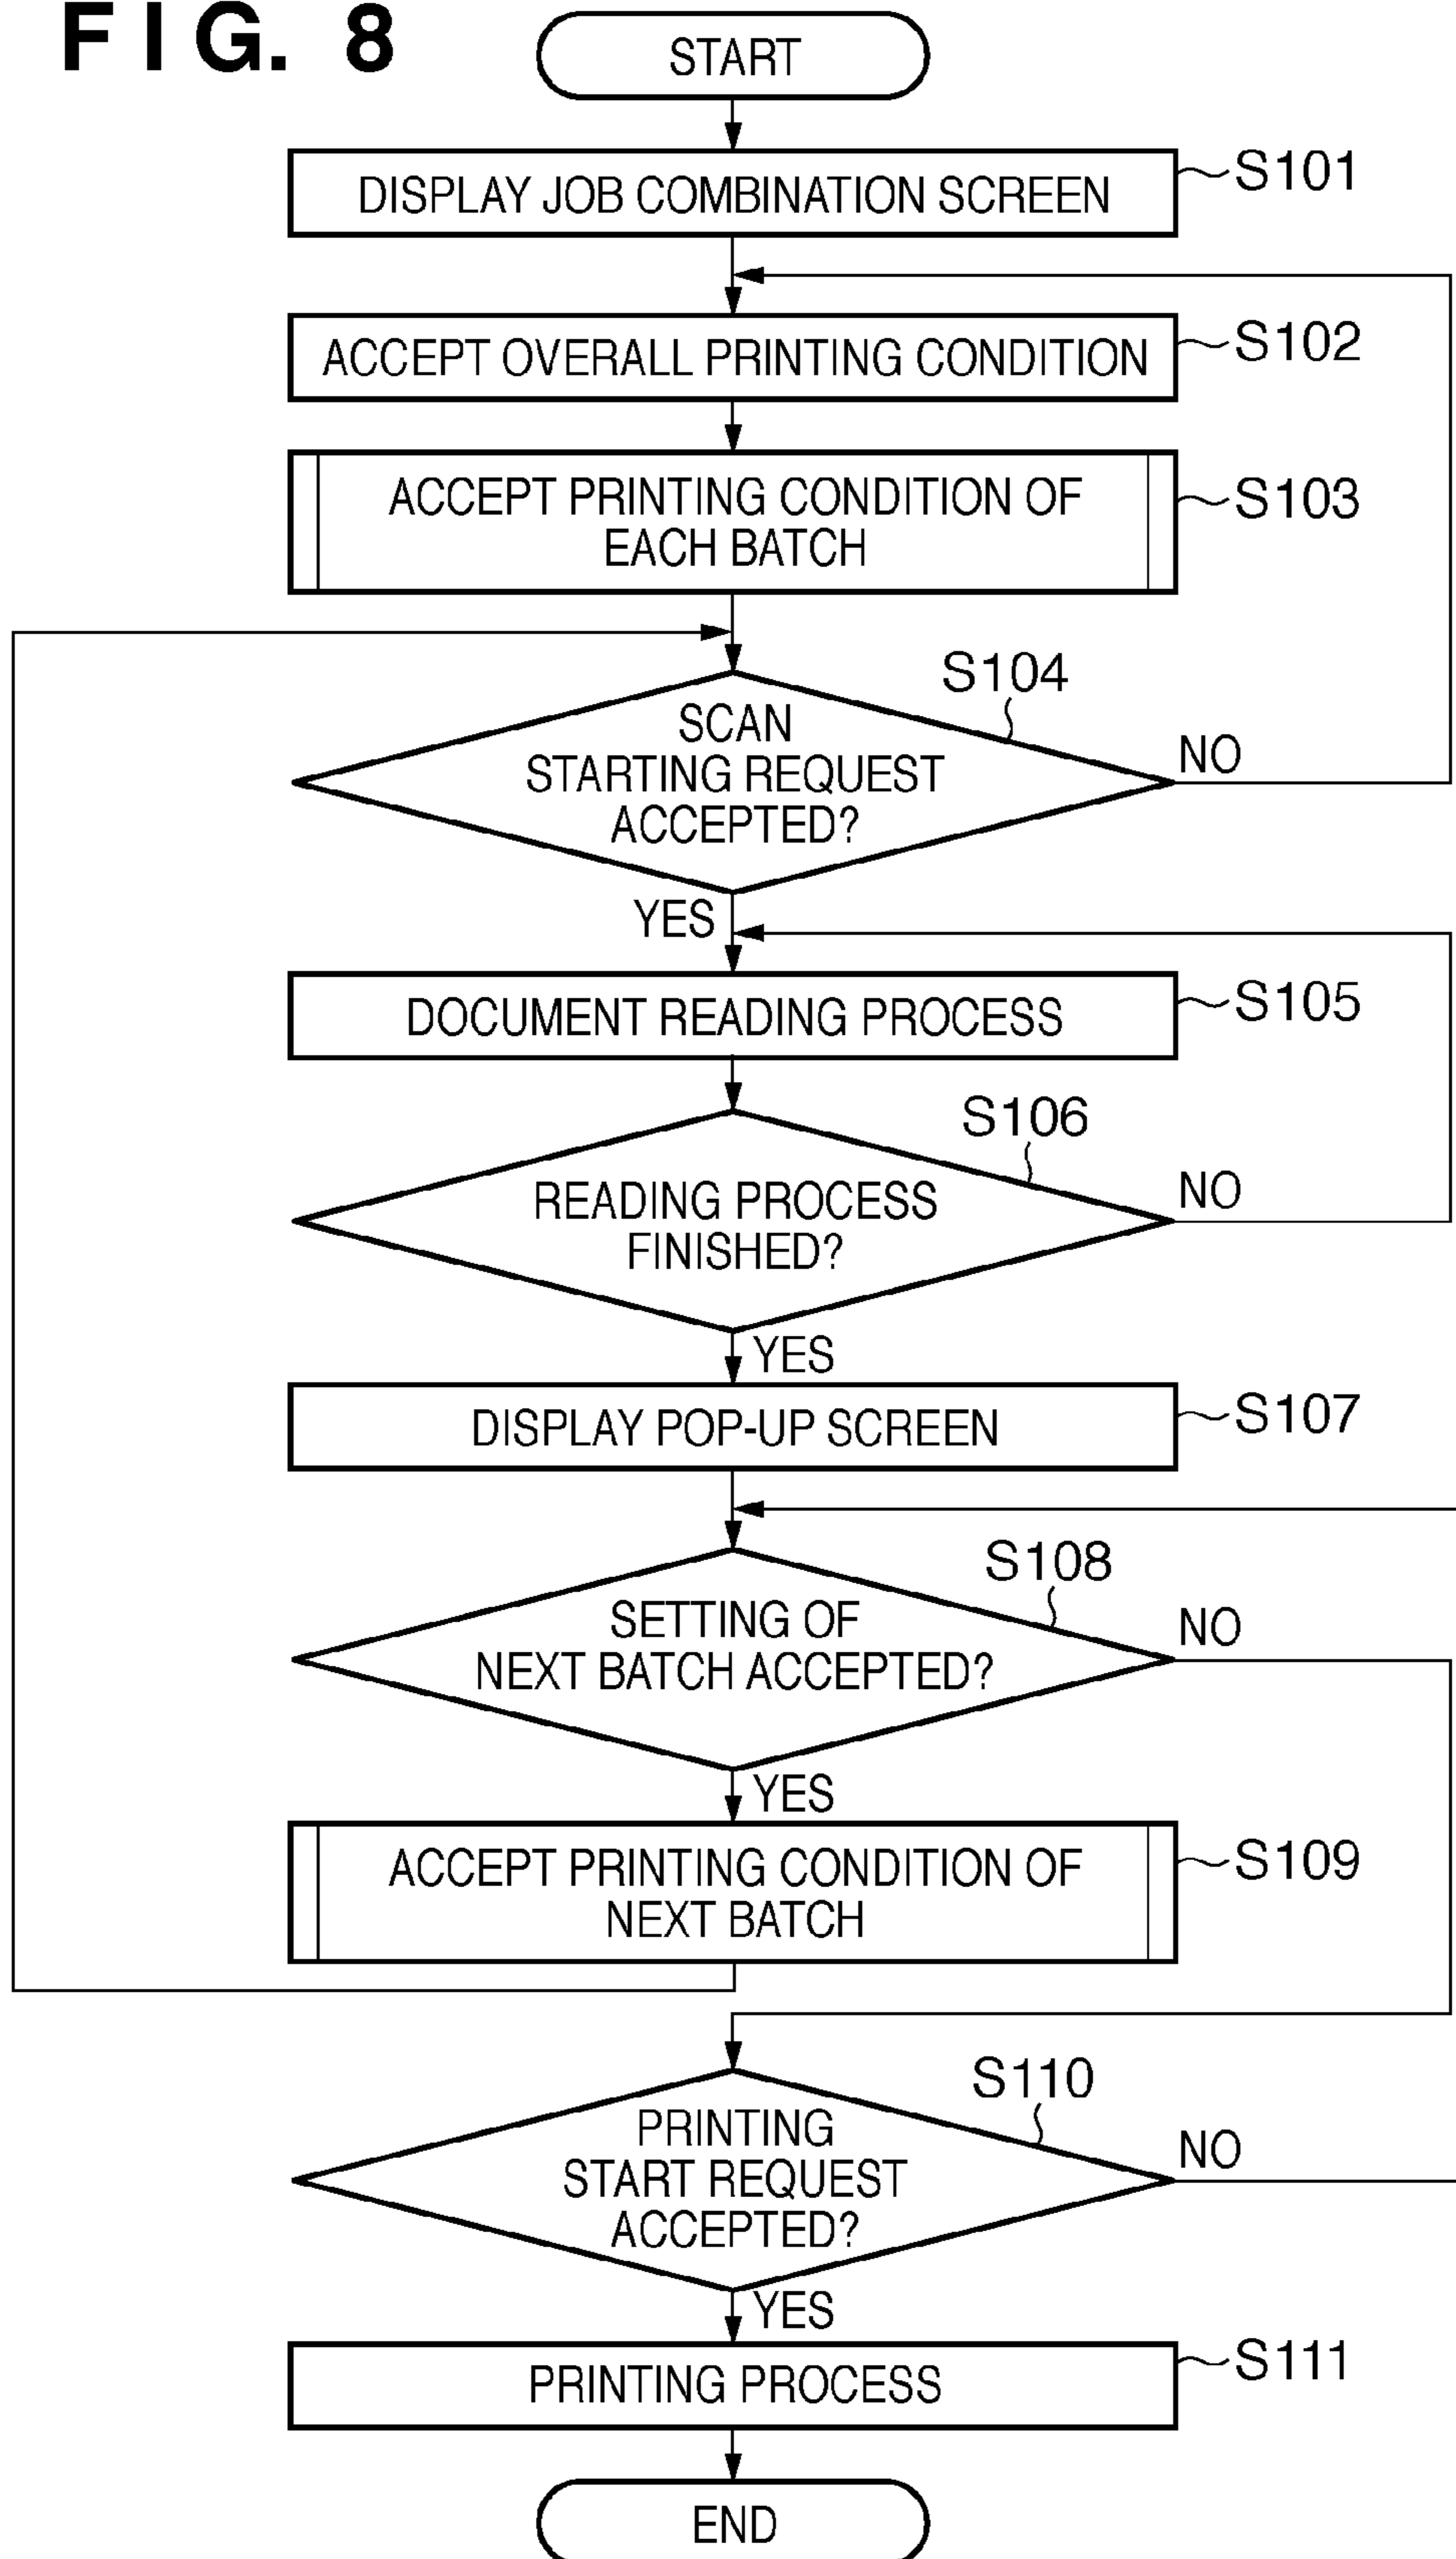 FIG. 8
START
DISPLAY JOB COMBINATION SCREEN
S101
ACCEPT OVERALL PRINTING CONDITION
S102
ACCEPT PRINTING CONDITION OF
EACH BATCH
S103
S104
SCAN
STARTING REQUEST
ACCEPTED?
NO
YES
DOCUMENT READING PROCESS
S105
S106
READING PROCESS
FINISHED?
NO
YES
DISPLAY POP-UP SCREEN
S107
S108
SETTING OF
NEXT BATCH ACCEPTED?
NO
YES
ACCEPT PRINTING CONDITION OF
NEXT BATCH
S109
S110
PRINTING
START REQUEST
ACCEPTED?
NO
YES
PRINTING PROCESS
S111
END